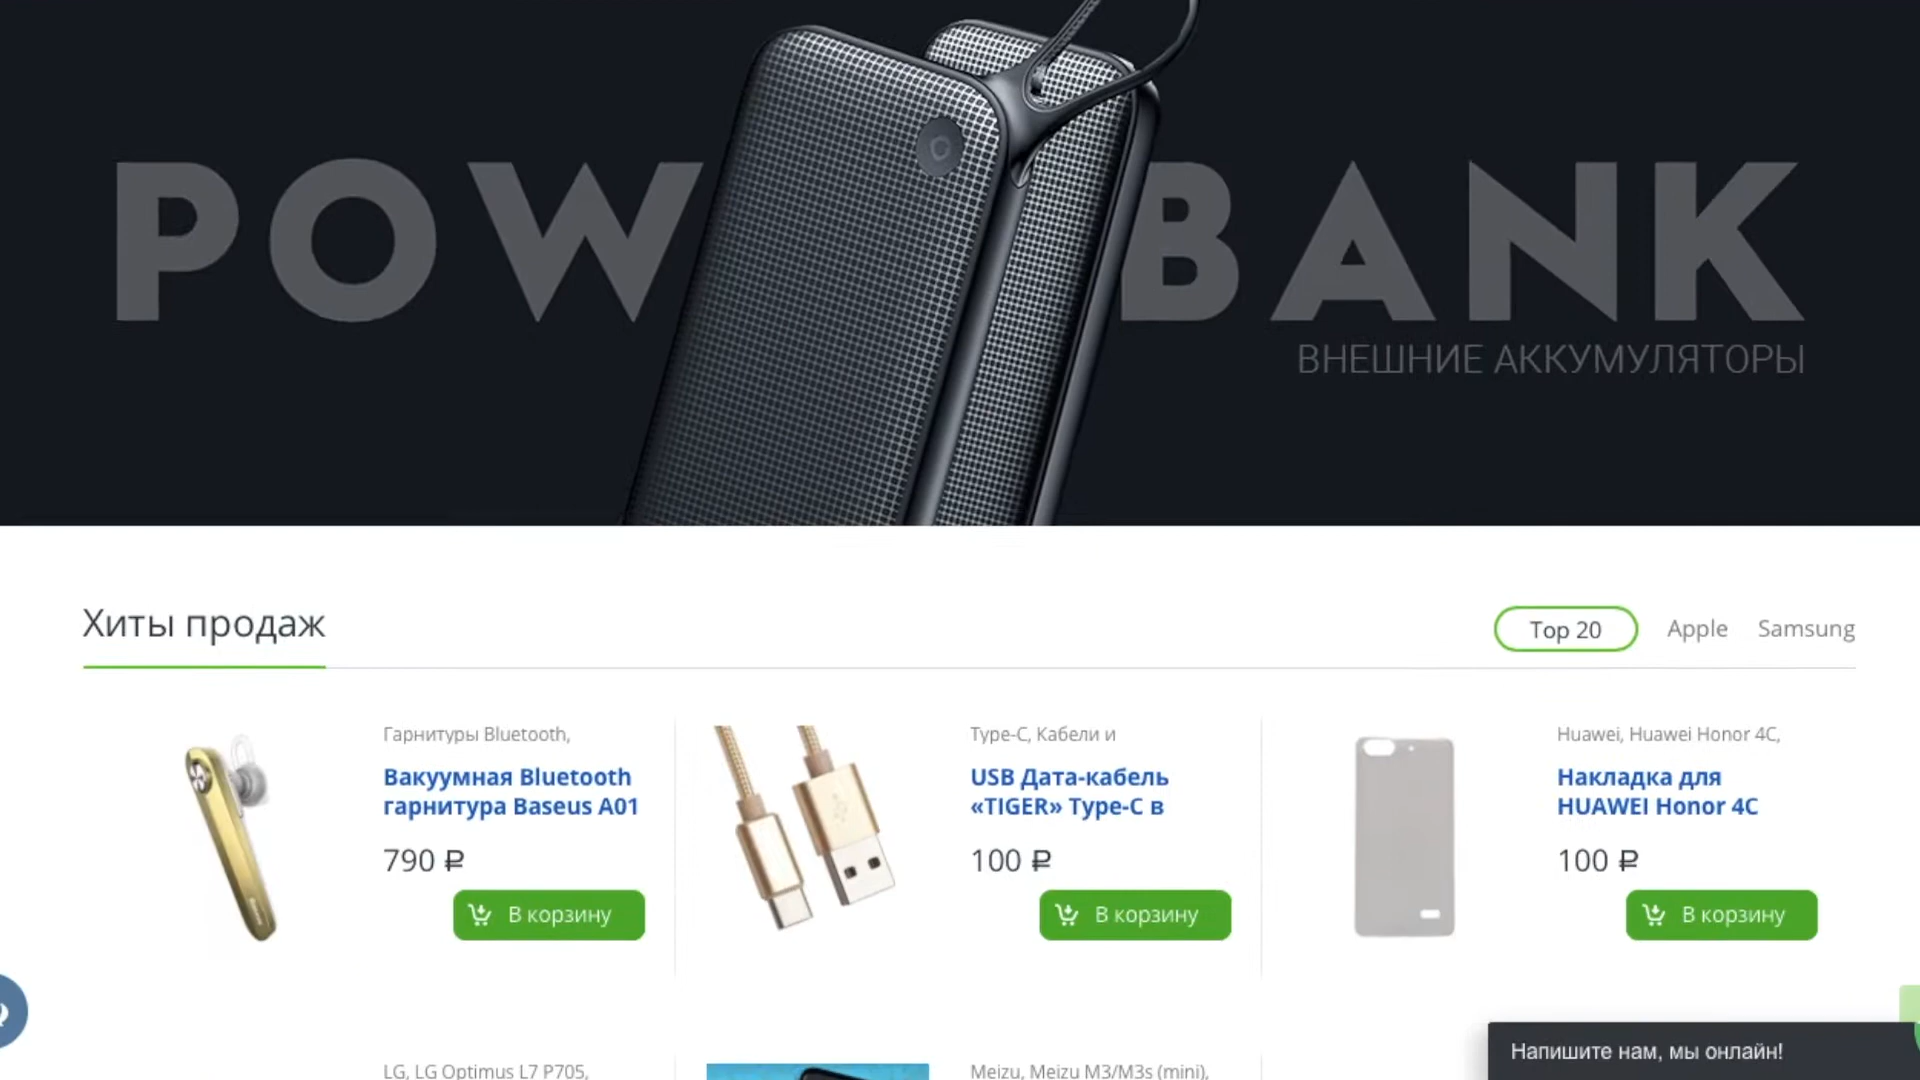 POW BANK
ВНЕШНИЕ АККУМУЛЯТОРЫ
Хиты продаж
Top 20
Apple
Samsung
Гарнитуры Bluetooth,
Вакуумная Bluetooth
гарнитура Baseus A01
790 ₽
В корзину
Type-C, Кабели и
USB Дата-кабель
«TIGER» Type-C в
100 ₽
В корзину
Huawei, Huawei Honor 4C,
Накладка для
HUAWEI Honor 4C
100 ₽
В корзину
LG, LG Optimus L7 P705,
Meizu, Meizu M3/M3s (mini),
Напишите нам, мы онлайн!